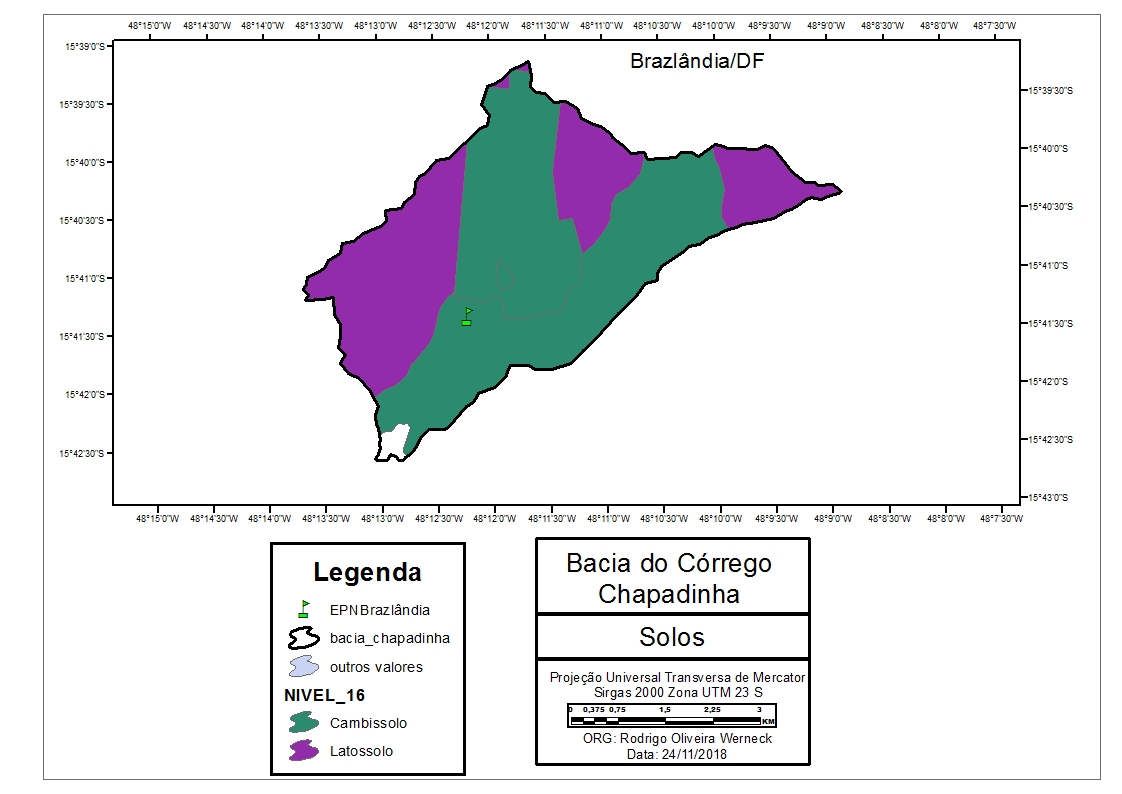 48°15'0"W 48°14'30"W 48°14'0"W 48°13'30"W 48°13'0"W 48°12'30"W 48°12'0"W 48°11'30"W 48°11'0"W 48°10'30"W 48°10'0"W 48°9'30"W 48°9'0"W 48°8'30"W 48°8'0"W 48°7'30"W
Brazlândia/DF
15°39'0"S
15°39'30"S
15°40'0"S
15°40'30"S
15°41'0"S
15°41'30"S
15°42'0"S
15°42'30"S
15°39'30"S
15°40'0"S
15°40'30"S
15°41'0"S
15°41'30"S
15°42'0"S
15°42'30"S
15°43'0"S
48°15'0"W 48°14'30"W 48°14'0"W 48°13'30"W 48°13'0"W 48°12'30"W 48°12'0"W 48°11'30"W 48°11'0"W 48°10'30"W 48°10'0"W 48°9'30"W 48°9'0"W 48°8'30"W 48°8'0"W 48°7'30"W
Legenda
EPNBrazlândia
bacia_chapadinha
outros valores
NIVEL_16
Cambissolo
Latossolo
Bacia do Córrego
Chapadinha
Solos
Projeção Universal Transversa de Mercator
Sirgas 2000 Zona UTM 23 S
0 0,375 0,75 1,5 2,25 3
KM
ORG: Rodrigo Oliveira Werneck
Data: 24/11/2018